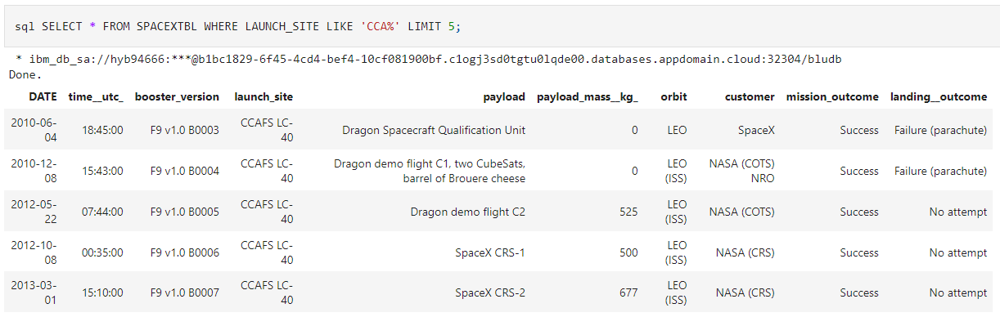 sql SELECT * FROM SPACEXTBL WHERE LAUNCH_SITE LIKE 'CCA%' LIMIT 5;
* ibm_db_sa://hyb94666:***@b1bc1829-6f45-4cd4-bef4-10cf081900bf.c1ogj3sd0tgtu0lqde00.databases.appdomain.cloud:32304/bludb
Done.
DATE time__utc_ booster_version launch_site payload payload_mass__kg_ orbit customer mission_outcome landing__outcome
2010-06-
04 18:45:00 F9 v1.0 B0003 CCAFS LC-
40 Dragon Spacecraft Qualification Unit 0 LEO SpaceX Success Failure (parachute)
2010-12-
08 15:43:00 F9 v1.0 B0004 CCAFS LC-
40 Dragon demo flight C1, two CubeSats,
barrel of Brouere cheese 0 LEO
(ISS) NASA (COTS)
NRO Success Failure (parachute)
2012-05-
22 07:44:00 F9 v1.0 B0005 CCAFS LC-
40 Dragon demo flight C2 525 LEO
(ISS) NASA (COTS) Success No attempt
2012-10-
08 00:35:00 F9 v1.0 B0006 CCAFS LC-
40 SpaceX CRS-1 500 LEO
(ISS) NASA (CRS) Success No attempt
2013-03-
01 15:10:00 F9 v1.0 B0007 CCAFS LC-
40 SpaceX CRS-2 677 LEO
(ISS) NASA (CRS) Success No attempt